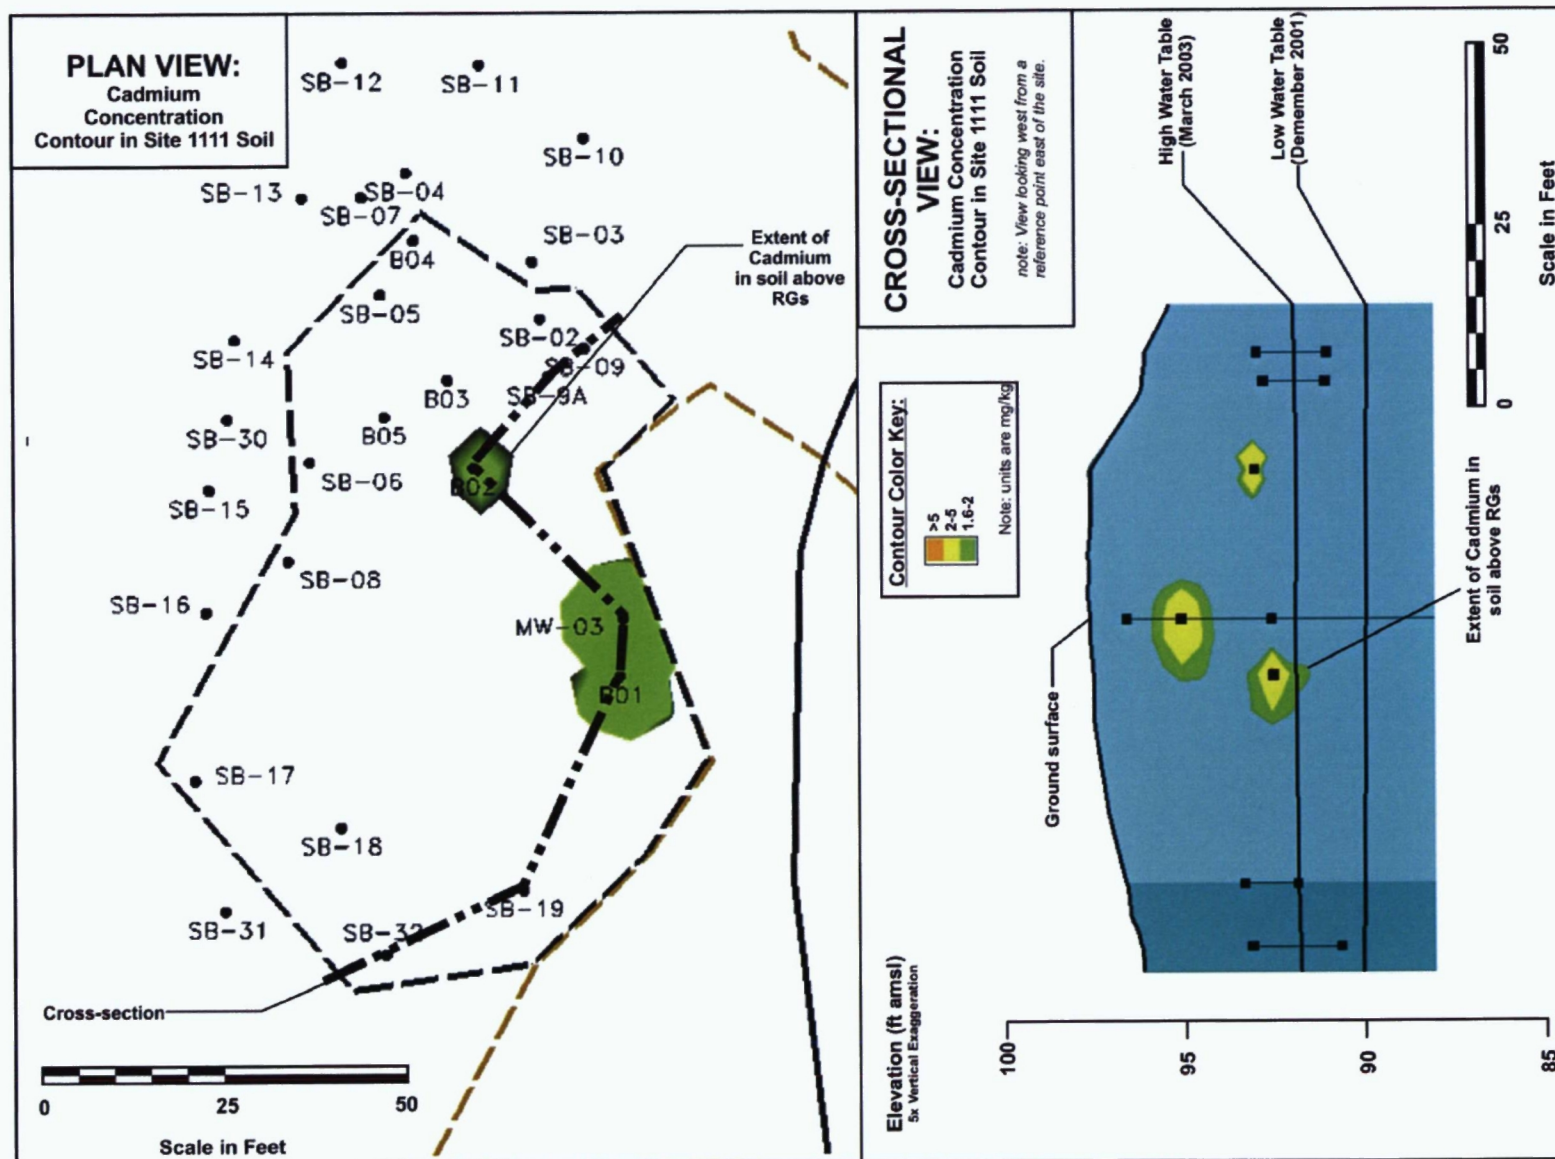 PLAN VIEW:
Cadmium
Concentration
Contour in Site 1111 Soil
SB-12
SB-11
SB-10
SB-13
SB-04
SB-07
SB-03
B04
SB-05
SB-02
SB-14
SB-09
SB-9A
B03
SB-30
B05
B02
SB-06
SB-15
SB-08
SB-16
MW-03
B01
SB-17
SB-18
SB-19
SB-31
SB-32
Extent of
Cadmium
in soil above
RGs
Cross-section
0
25
50
Scale in Feet
CROSS-SECTIONAL
VIEW:
Cadmium Concentration
Contour in Site 1111 Soil
note: View looking west from a
reference point east of the site.
Contour Color Key:
>5
2-5
1.6-2
Note: units are mg/kg
High Water Table
(March 2003)
Low Water Table
(Demember 2001)
50
25
0
Scale in Feet
Ground surface
Extent of Cadmium in
soil above RGs
Elevation (ft amsl)
5x Vertical Exaggeration
100
95
90
85